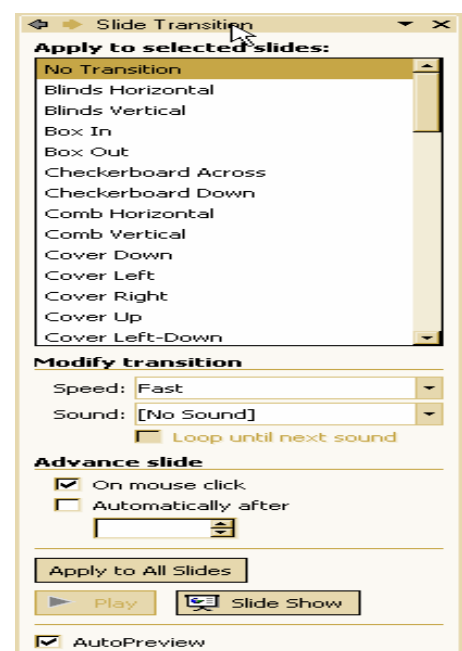 Slide Transition
Apply to selected slides:
No Transition
Blinds Horizontal
Blinds Vertical
Box In
Box Out
Checkerboard Across
Checkerboard Down
Comb Horizontal
Comb Vertical
Cover Down
Cover Left
Cover Right
Cover Up
Cover Left-Down
Modify transition
Speed: Fast
Sound: [No Sound]
Loop until next sound
Advance slide
On mouse click
Automatically after
Apply to All Slides
Play Slide Show
AutoPreview